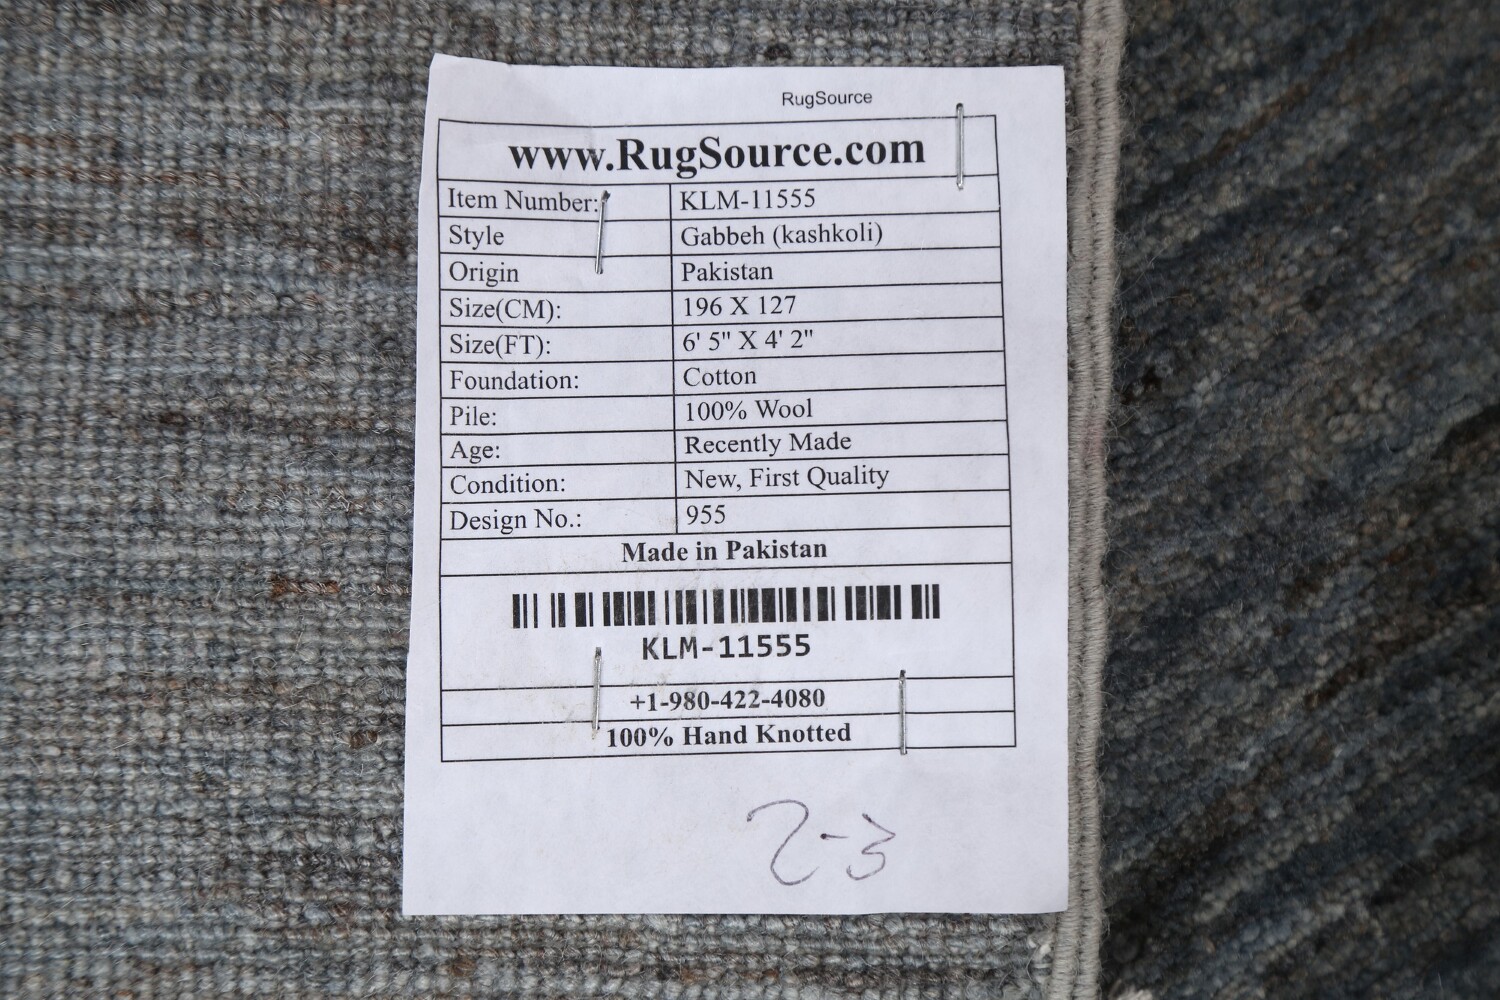 RugSource
www.RugSource.com
Item Number: KLM-11555
Style Gabbeh (kashkoli)
Origin Pakistan
Size(CM): 196 X 127
Size(FT): 6' 5" X 4' 2"
Foundation: Cotton
Pile: 100% Wool
Age: Recently Made
Condition: New, First Quality
Design No.: 955
Made in Pakistan
KLM-11555
+1-980-422-4080
100% Hand Knotted
2-3